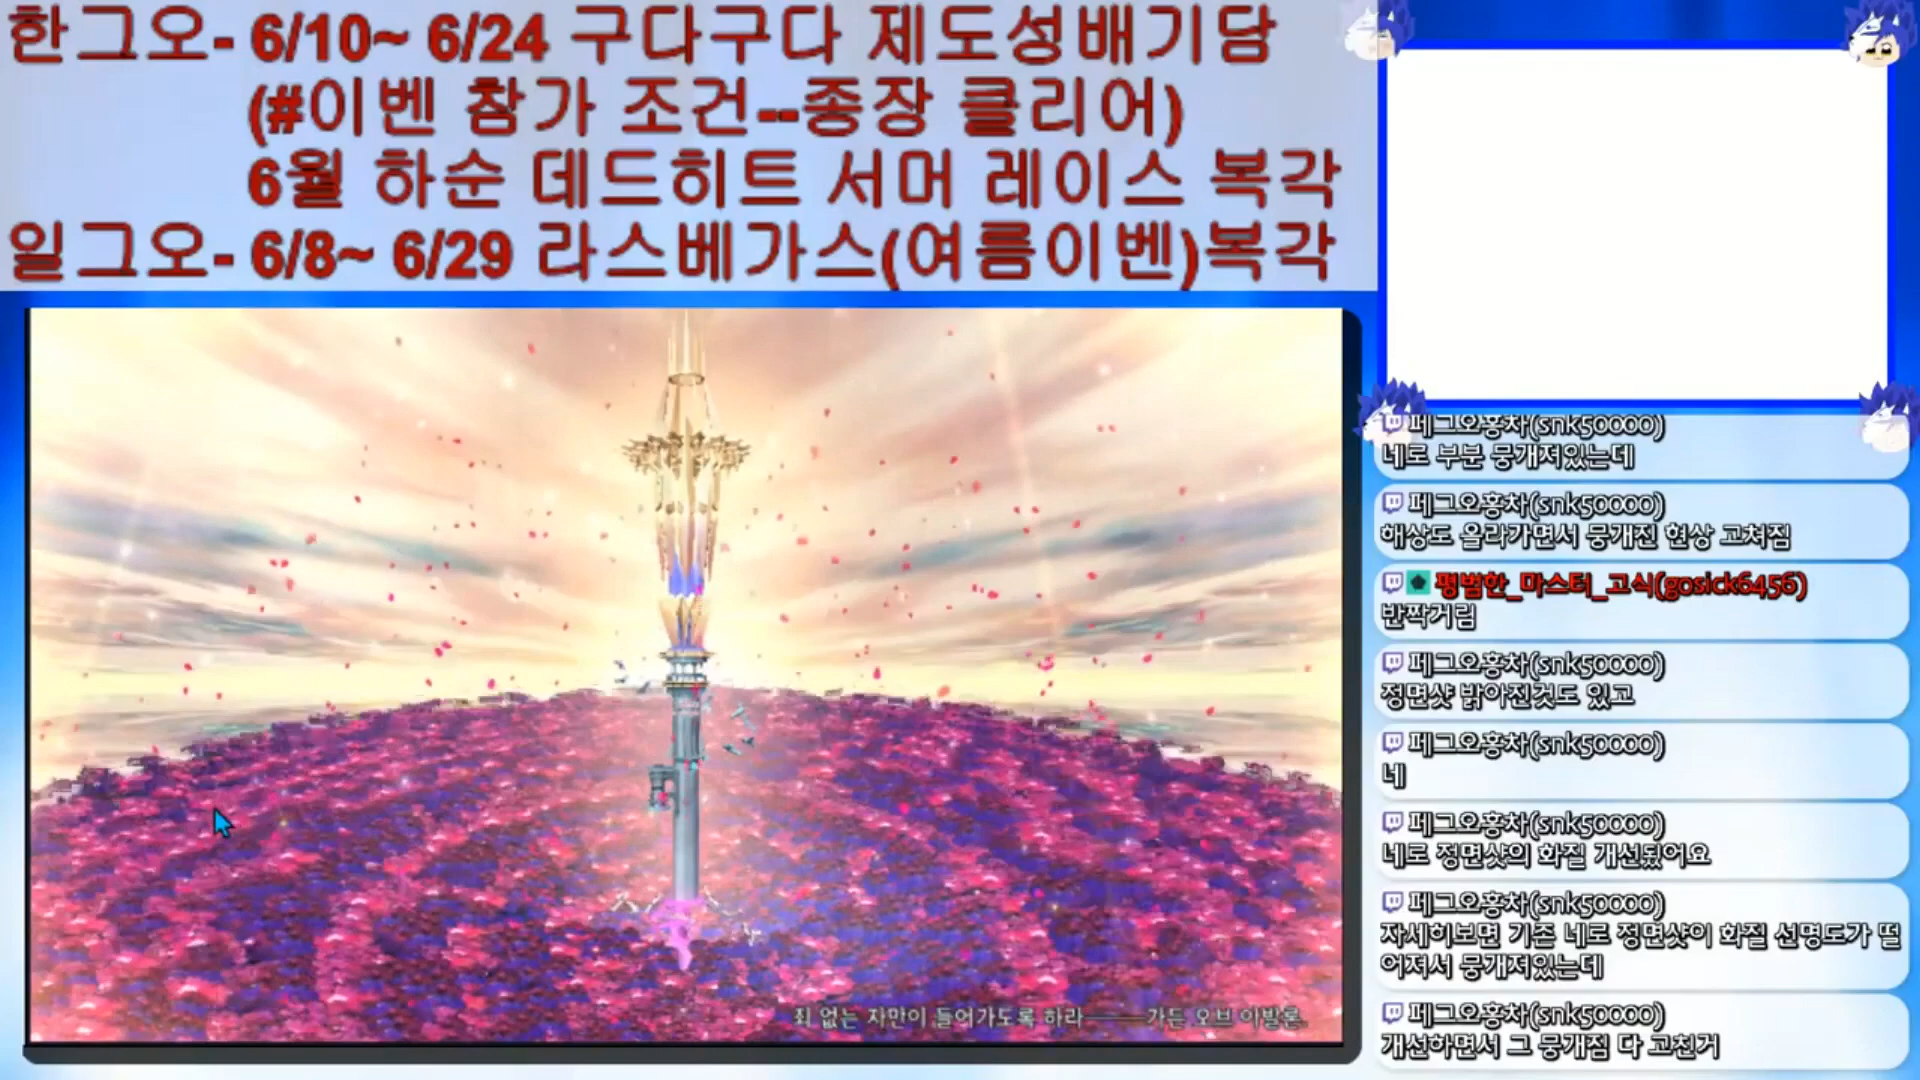 한그오- 6/10~ 6/24 구다구다 제도성배기담
(#이벤 참가 조건--종장 클리어)
6월 하순 데드히트 서머 레이스 복각
일그오- 6/8~ 6/29 라스베가스(여름이벤)복각
죄 없는 자만이 들어가도록 하라———가든 오브 아발론.
페그오홍차(snk50000)
네로 부분 뭉개져있는데
페그오홍차(snk50000)
해상도 올라가면서 뭉개진 현상 고쳐짐
평범한_마스터_고식(gosick6456)
반짝거림
페그오홍차(snk50000)
정면샷 밝아진것도 있고
페그오홍차(snk50000)
네
페그오홍차(snk50000)
네로 정면샷의 화질 개선됬어요
페그오홍차(snk50000)
자세히보면 기존 네로 정면샷이 화질 선명도가 떨
어져서 뭉개져있는데
페그오홍차(snk50000)
개선하면서 그 뭉개짐 다 고친거